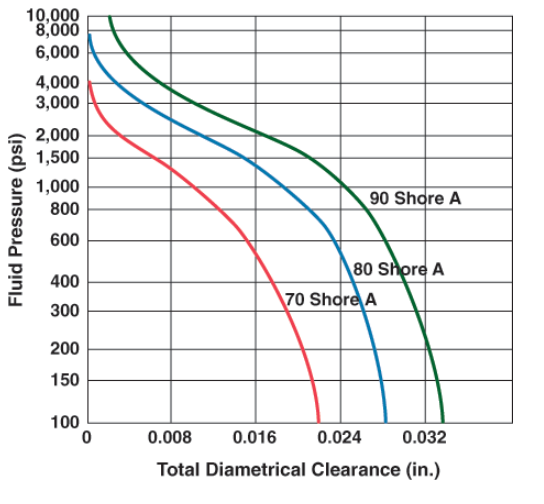 10,000
8,000
6,000
4,000
3,000
2,000
1,500
1,000
800
600
400
300
200
150
100
Fluid Pressure (psi)
90 Shore A
80 Shore A
70 Shore A
0 0.008 0.016 0.024 0.032
Total Diametrical Clearance (in.)